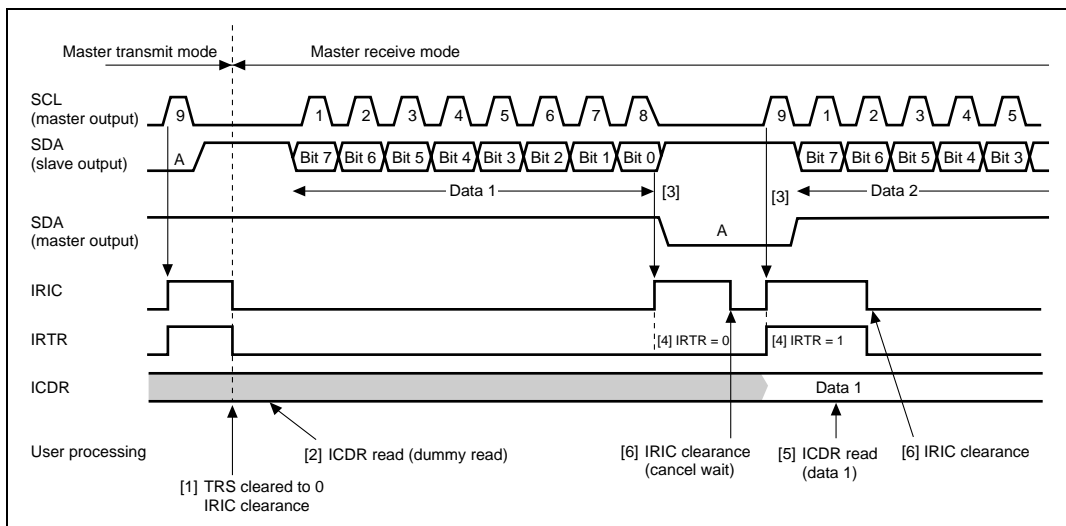 Master transmit mode Master receive mode
SCL
(master output)
9 1 2 3 4 5 6 7 8 9 1 2 3 4 5
SDA
(slave output)
A Bit 7 Bit 6 Bit 5 Bit 4 Bit 3 Bit 2 Bit 1 Bit 0 Bit 7 Bit 6 Bit 5 Bit 4 Bit 3
Data 1 [3] [3] Data 2
SDA
(master output)
A
IRIC
IRTR
[4] IRTR = 0 [4] IRTR = 1
ICDR
Data 1
User processing
[2] ICDR read (dummy read)
[6] IRIC clearance
(cancel wait)
[5] ICDR read
(data 1)
[6] IRIC clearance
[1] TRS cleared to 0
IRIC clearance